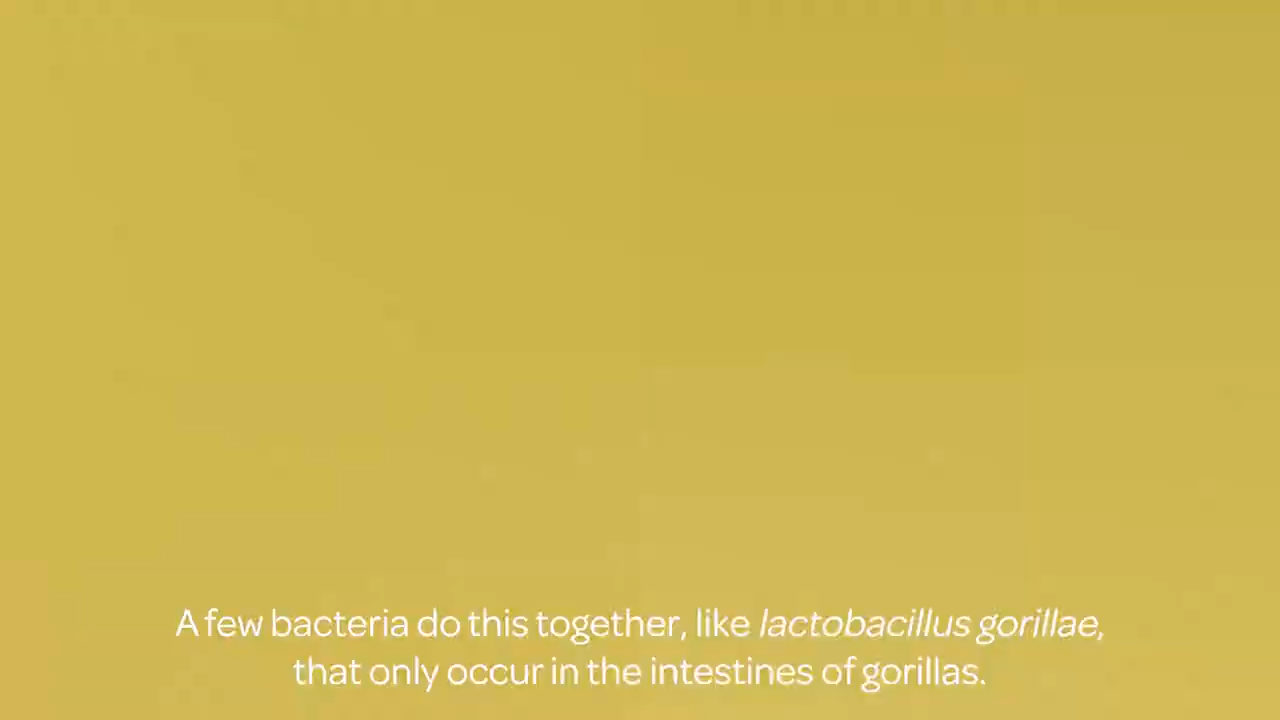 A few bacteria do this together, like lactobacillus gorillae,
that only occur in the intestines of gorillas.